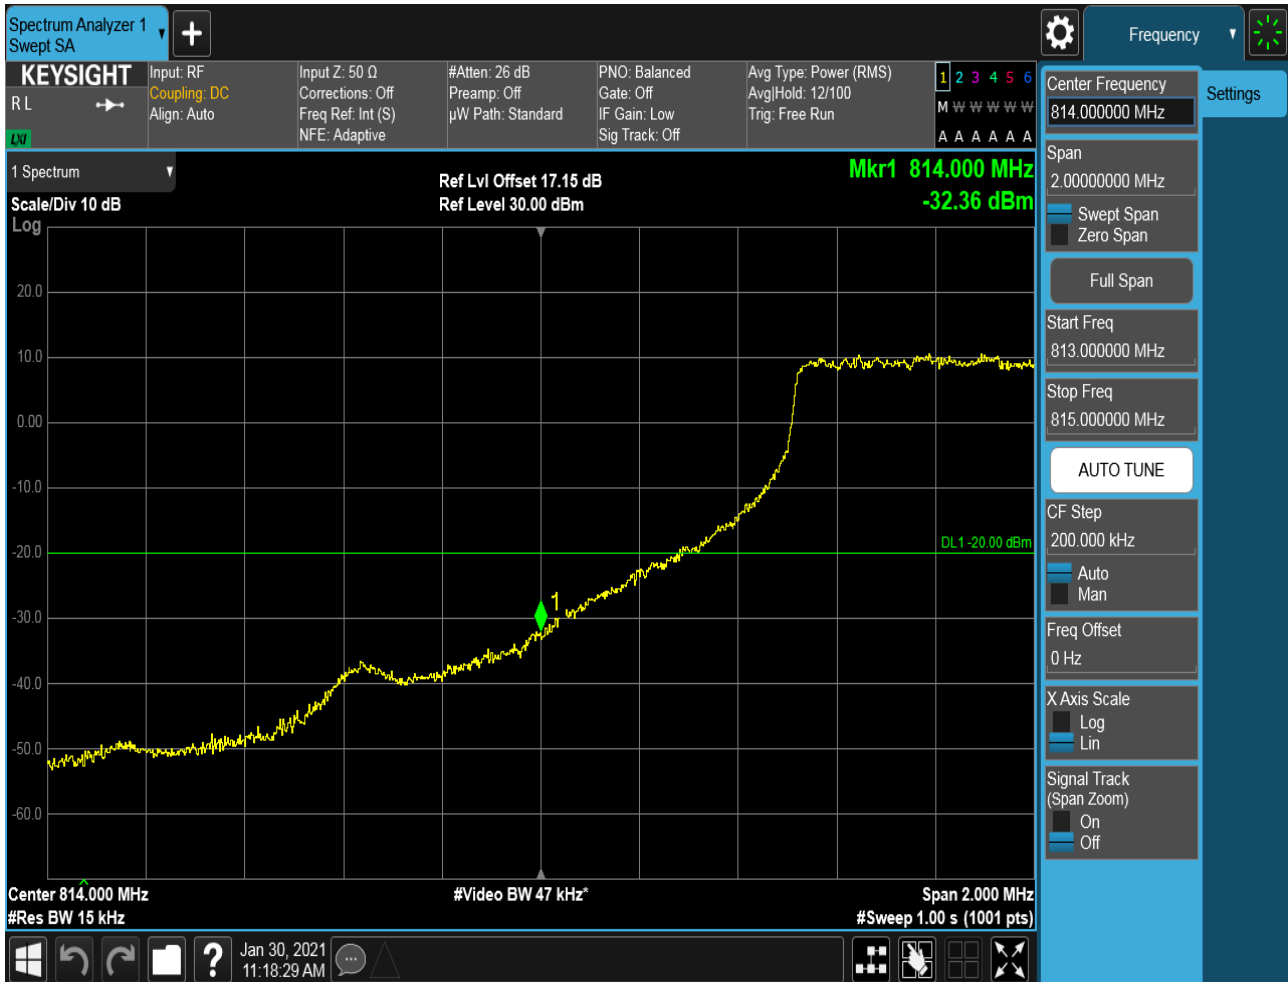 Spectrum Analyzer 1
Swept SA
+
Frequency
KEYSIGHT
R L
LXI
Input: RF
Coupling: DC
Align: Auto
Input Z: 50 Ω
Corrections: Off
Freq Ref: Int (S)
NFE: Adaptive
#Atten: 26 dB
Preamp: Off
µW Path: Standard
PNO: Balanced
Gate: Off
IF Gain: Low
Sig Track: Off
Avg Type: Power (RMS)
Avg|Hold: 12/100
Trig: Free Run
1 2 3 4 5 6
M W W W W W
A A A A A A
1 Spectrum
Scale/Div 10 dB
Log
Ref Lvl Offset 17.15 dB
Ref Level 30.00 dBm
Mkr1 814.000 MHz
-32.36 dBm
20.0
10.0
0.00
-10.0
-20.0
-30.0
-40.0
-50.0
-60.0
DL1 -20.00 dBm
1
Center 814.000 MHz
#Res BW 15 kHz
#Video BW 47 kHz*
Span 2.000 MHz
#Sweep 1.00 s (1001 pts)
?
Jan 30, 2021
11:18:29 AM
Center Frequency
814.000000 MHz
Settings
Span
2.00000000 MHz
Swept Span
Zero Span
Full Span
Start Freq
813.000000 MHz
Stop Freq
815.000000 MHz
AUTO TUNE
CF Step
200.000 kHz
Auto
Man
Freq Offset
0 Hz
X Axis Scale
Log
Lin
Signal Track
(Span Zoom)
On
Off